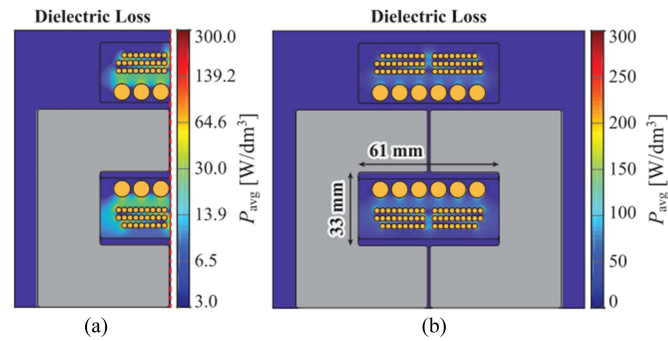 Dielectric Loss
300.0
139.2
64.6
30.0
13.9
6.5
3.0
P_avg [W/dm³]
(a)
Dielectric Loss
61 mm
33 mm
300
250
200
150
100
50
0
P_avg [W/dm³]
(b)